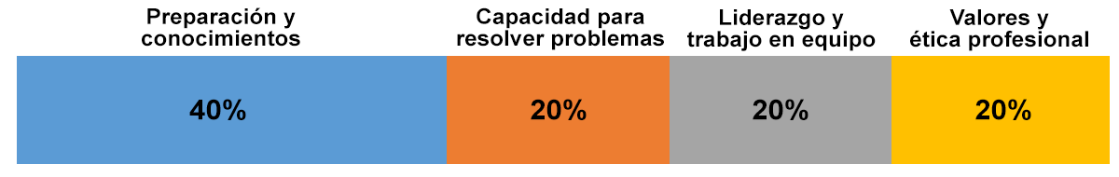 Preparación y
conocimientos
Capacidad para
resolver problemas
Liderazgo y
trabajo en equipo
Valores y
ética profesional
40%
20%
20%
20%